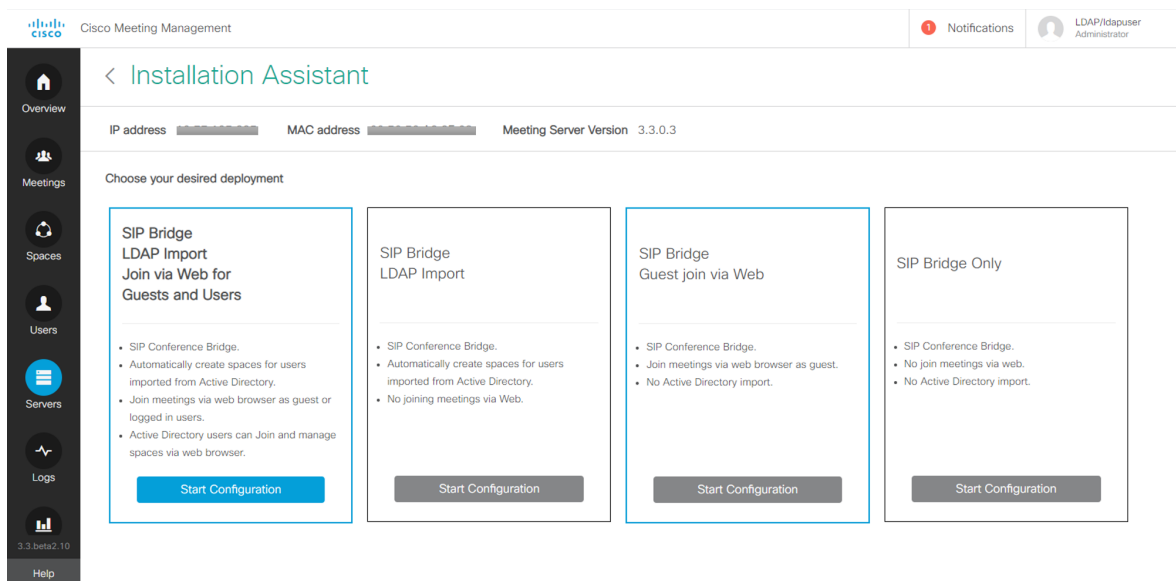 CISCO
Cisco Meeting Management
1
Notifications
LDAP/ldapuser
Administrator
Installation Assistant
IP address
MAC address
Meeting Server Version 3.3.0.3
Choose your desired deployment
Overview
Meetings
Spaces
Users
Servers
Logs
3.3.beta2.10
Help
SIP Bridge
LDAP Import
Join via Web for
Guests and Users
• SIP Conference Bridge.
• Automatically create spaces for users
imported from Active Directory.
• Join meetings via web browser as guest or
logged in users.
• Active Directory users can Join and manage
spaces via web browser.
Start Configuration
SIP Bridge
LDAP Import
• SIP Conference Bridge.
• Automatically create spaces for users
imported from Active Directory.
• No joining meetings via Web.
Start Configuration
SIP Bridge
Guest join via Web
• SIP Conference Bridge.
• Join meetings via web browser as guest.
• No Active Directory import.
Start Configuration
SIP Bridge Only
• SIP Conference Bridge.
• No join meetings via web.
• No Active Directory import.
Start Configuration